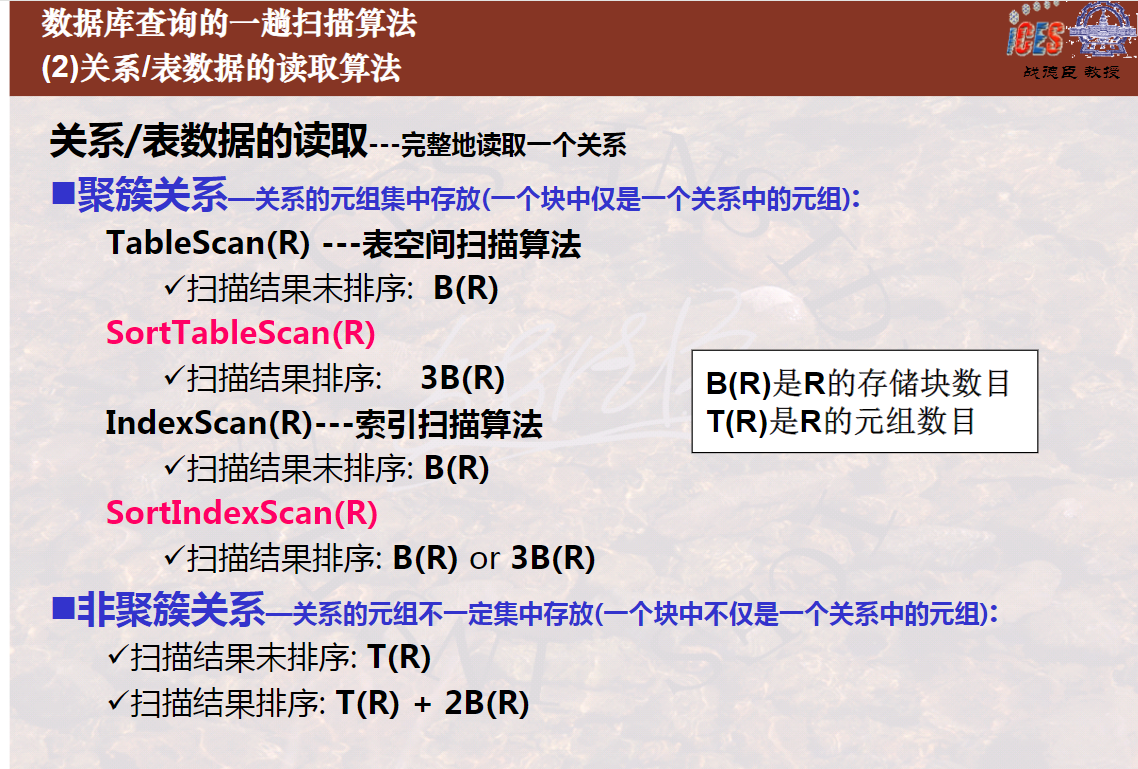 数据库查询的一趟扫描算法
(2)关系/表数据的读取算法
iCES
战德臣 教授
关系/表数据的读取---完整地读取一个关系
■聚簇关系—关系的元组集中存放(一个块中仅是一个关系中的元组):
TableScan(R) ---表空间扫描算法
✓扫描结果未排序: B(R)
SortTableScan(R)
✓扫描结果排序: 3B(R)
IndexScan(R)---索引扫描算法
✓扫描结果未排序: B(R)
SortIndexScan(R)
✓扫描结果排序: B(R) or 3B(R)
B(R)是R的存储块数目
T(R)是R的元组数目
■非聚簇关系—关系的元组不一定集中存放(一个块中不仅是一个关系中的元组):
✓扫描结果未排序: T(R)
✓扫描结果排序: T(R) + 2B(R)